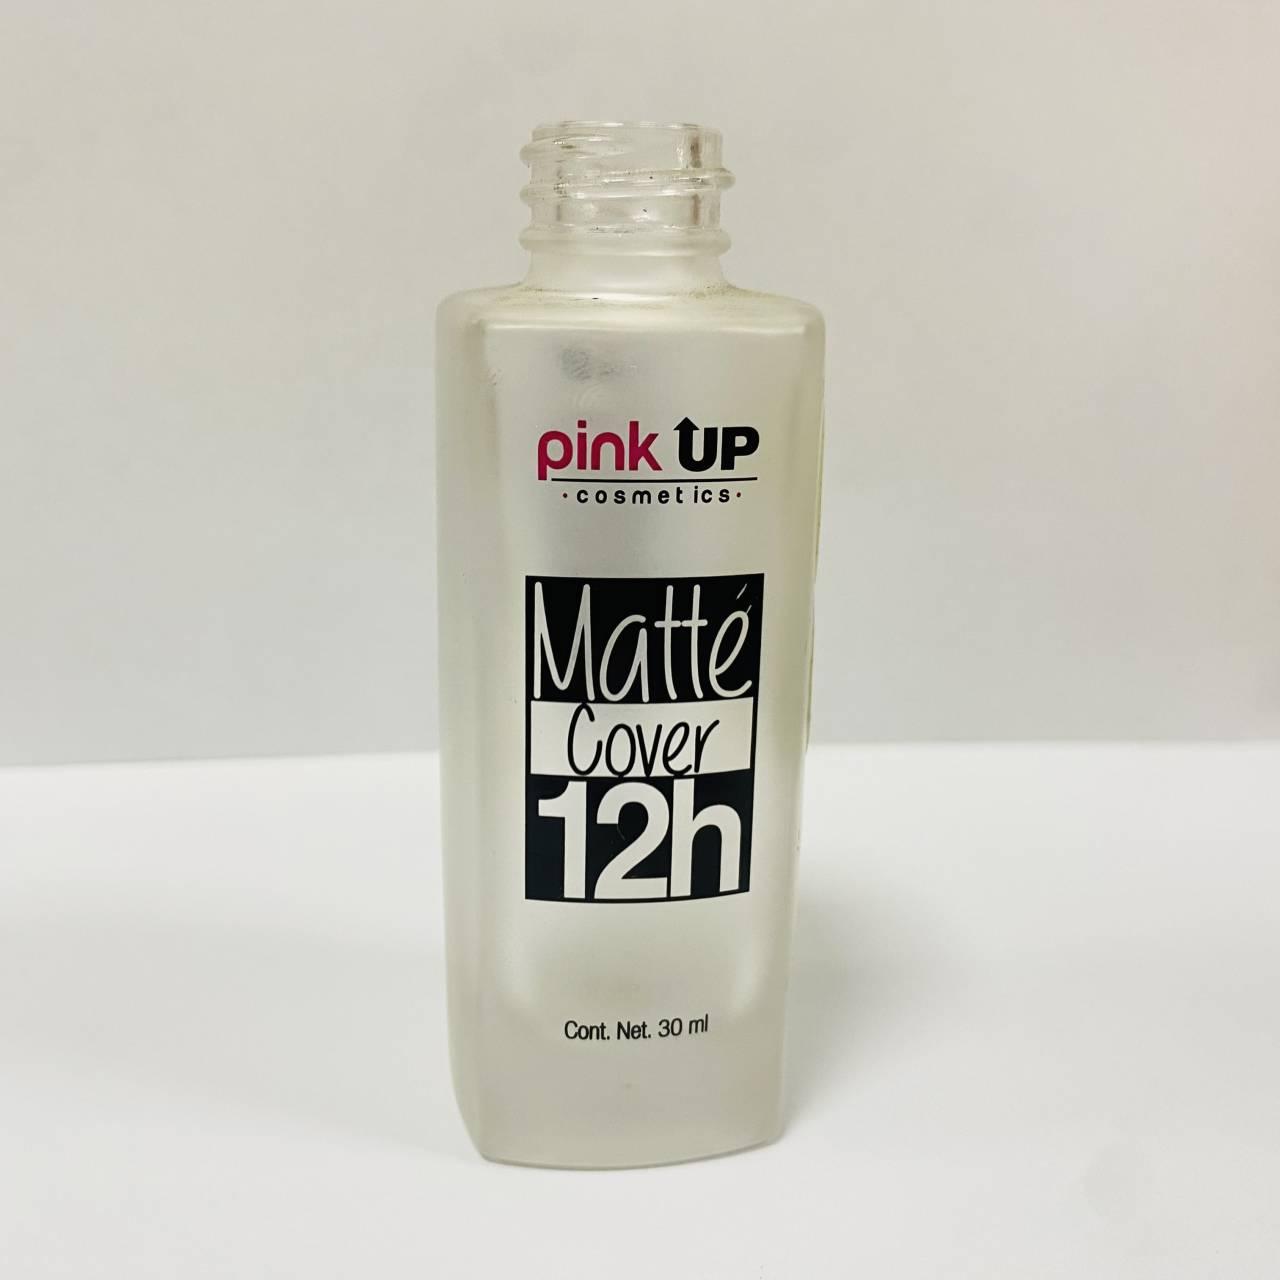 pink UP
·cosmetics·
Matté
Cover
12h
Cont. Net. 30 ml